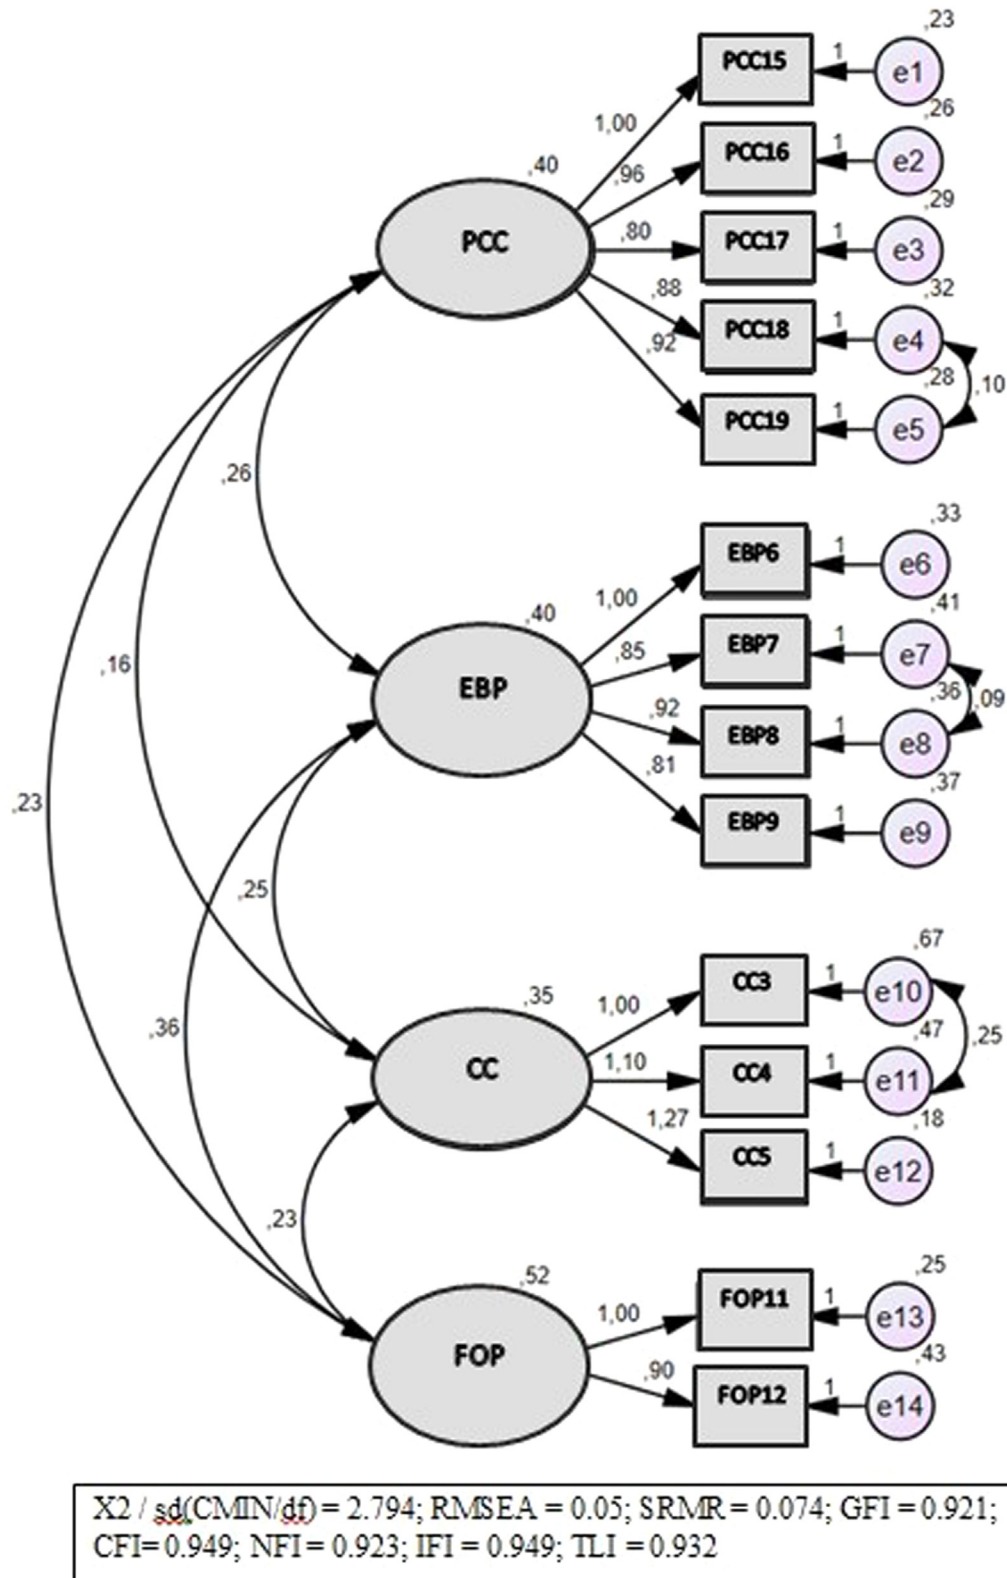 ,23
PCC15
1
e1
1,00
,26
PCC16
1
e2
,96
,40
,29
PCC
,80
PCC17
1
e3
,88
,32
PCC18
1
e4
,92
,28
,10
PCC19
1
e5
,26
,33
EBP6
1
e6
1,00
,40
,41
EBP7
1
e7
,85
,16
EBP
,92
,36
,09
EBP8
1
e8
,81
,37
,23
EBP9
1
e9
,25
,67
CC3
1
e10
,35
1,00
,47
,25
,36
CC
1,10
CC4
1
e11
1,27
,18
CC5
1
e12
,23
,25
,52
FOP11
1
e13
1,00
,43
FOP
,90
FOP12
1
e14
X2 / sd(CMIN/df) = 2.794; RMSEA = 0.05; SRMR = 0.074; GFI = 0.921;
CFI= 0.949; NFI = 0.923; IFI = 0.949; TLI = 0.932